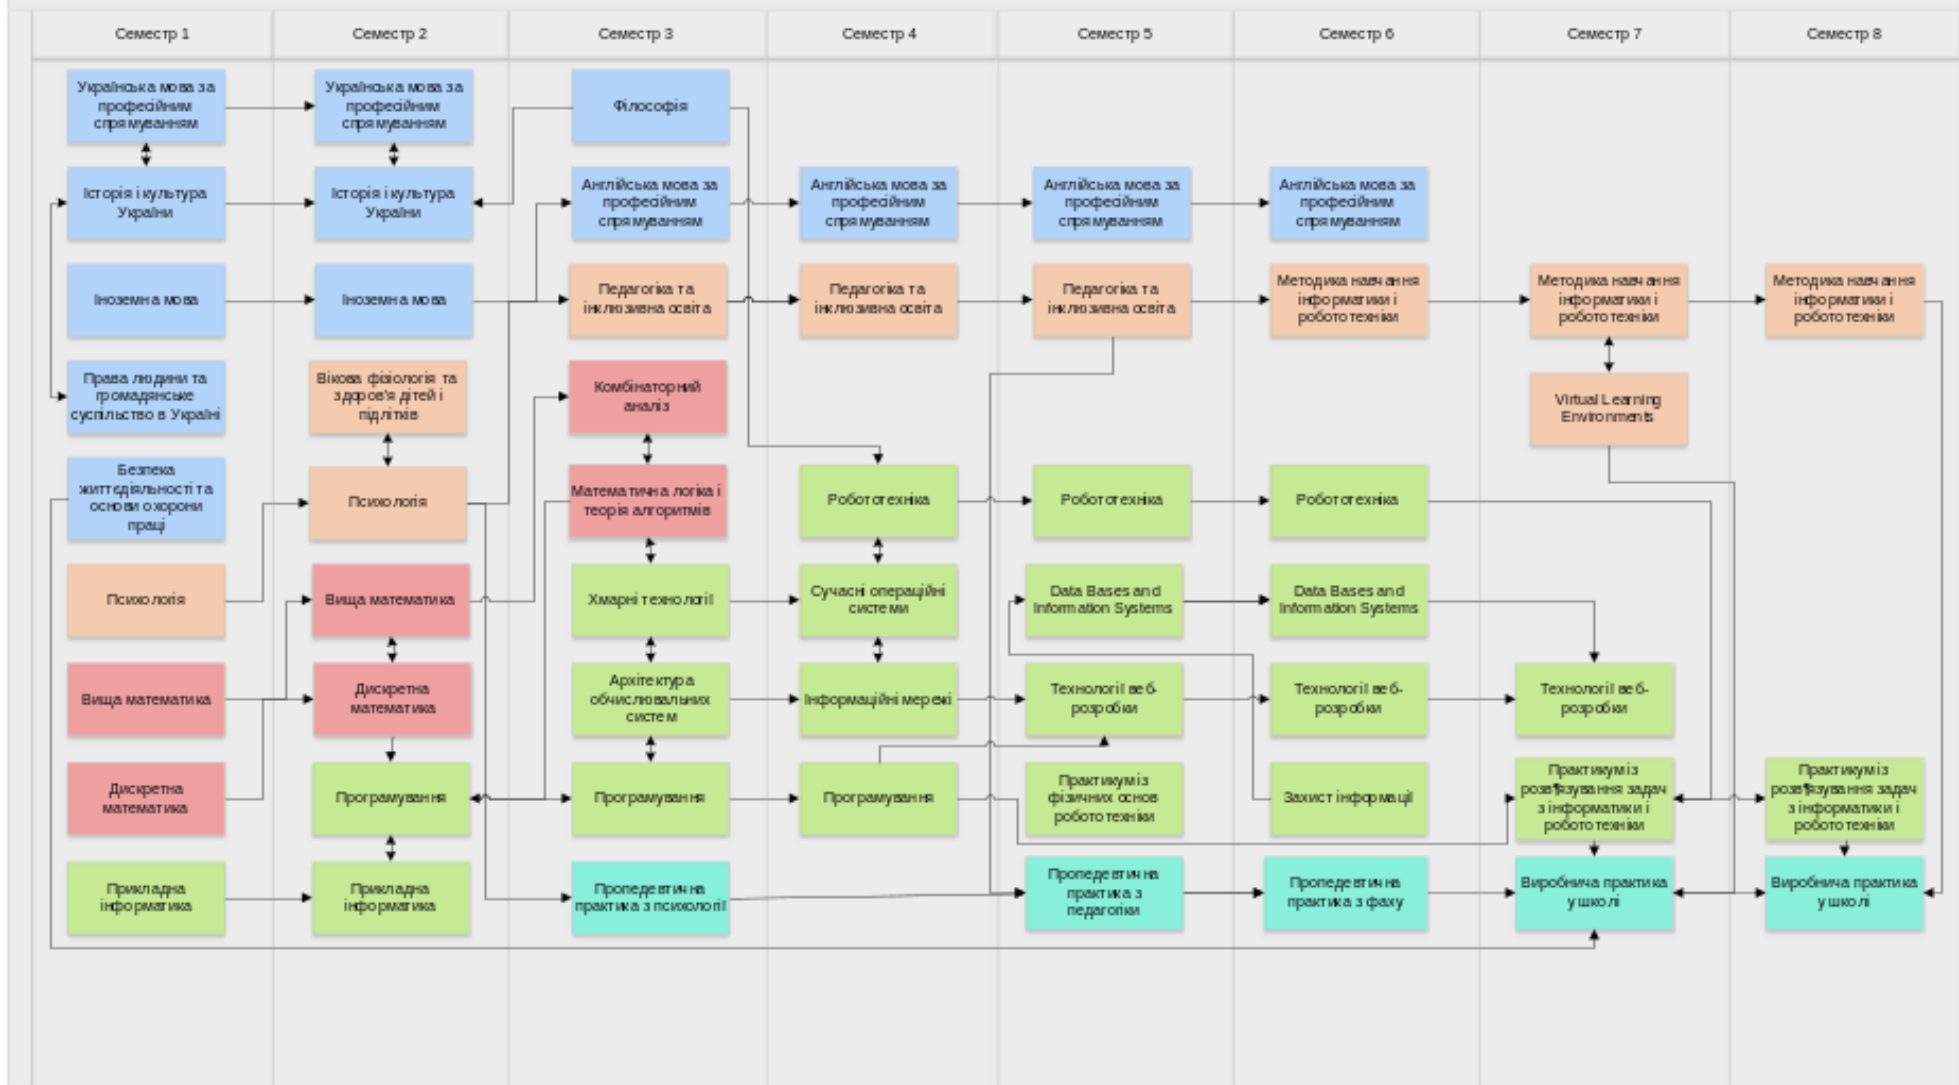 Семестр 1
Семестр 2
Семестр 3
Семестр 4
Семестр 5
Семестр 6
Семестр 7
Семестр 8
Українська мова за
професійним
спрямуванням
Історія і культура
України
Іноземна мова
Права людини та
громадянське
суспільство в Україні
Безпека
життєдіяльності та
основи охорони
праці
Психологія
Вища математика
Дискретна
математика
Прикладна
інформатика
Українська мова за
професійним
спрямуванням
Історія і культура
України
Іноземна мова
Вікова фізіологія та
здоров'я дітей і
підлітків
Психологія
Вища математика
Дискретна
математика
Програмування
Прикладна
інформатика
Філософія
Англійська мова за
професійним
спрямуванням
Педагогіка та
інклюзивна освіта
Комбінаторний
аналіз
Математична логіка і
теорія алгоритмів
Хмарні технології
Архітектура
обчислювальних
систем
Програмування
Пропедевтична
практика з психології
Англійська мова за
професійним
спрямуванням
Педагогіка та
інклюзивна освіта
Робототехніка
Сучасні операційні
системи
Інформаційні мережі
Програмування
Англійська мова за
професійним
спрямуванням
Педагогіка та
інклюзивна освіта
Робототехніка
Data Bases and
Information Systems
Технології веб-
розробки
Практикум із
фізичних основ
робототехніки
Пропедевтична
практика з
педагогіки
Англійська мова за
професійним
спрямуванням
Методика навчання
інформатики і
робототехніки
Робототехніка
Data Bases and
Information Systems
Технології веб-
розробки
Захист інформації
Пропедевтична
практика з фаху
Методика навчання
інформатики і
робототехніки
Virtual Learning
Environments
Технології веб-
розробки
Практикум із
розв'язування задач
з інформатики і
робототехніки
Виробнича практика
у школі
Методика навчання
інформатики і
робототехніки
Практикум із
розв'язування задач
з інформатики і
робототехніки
Виробнича практика
у школі